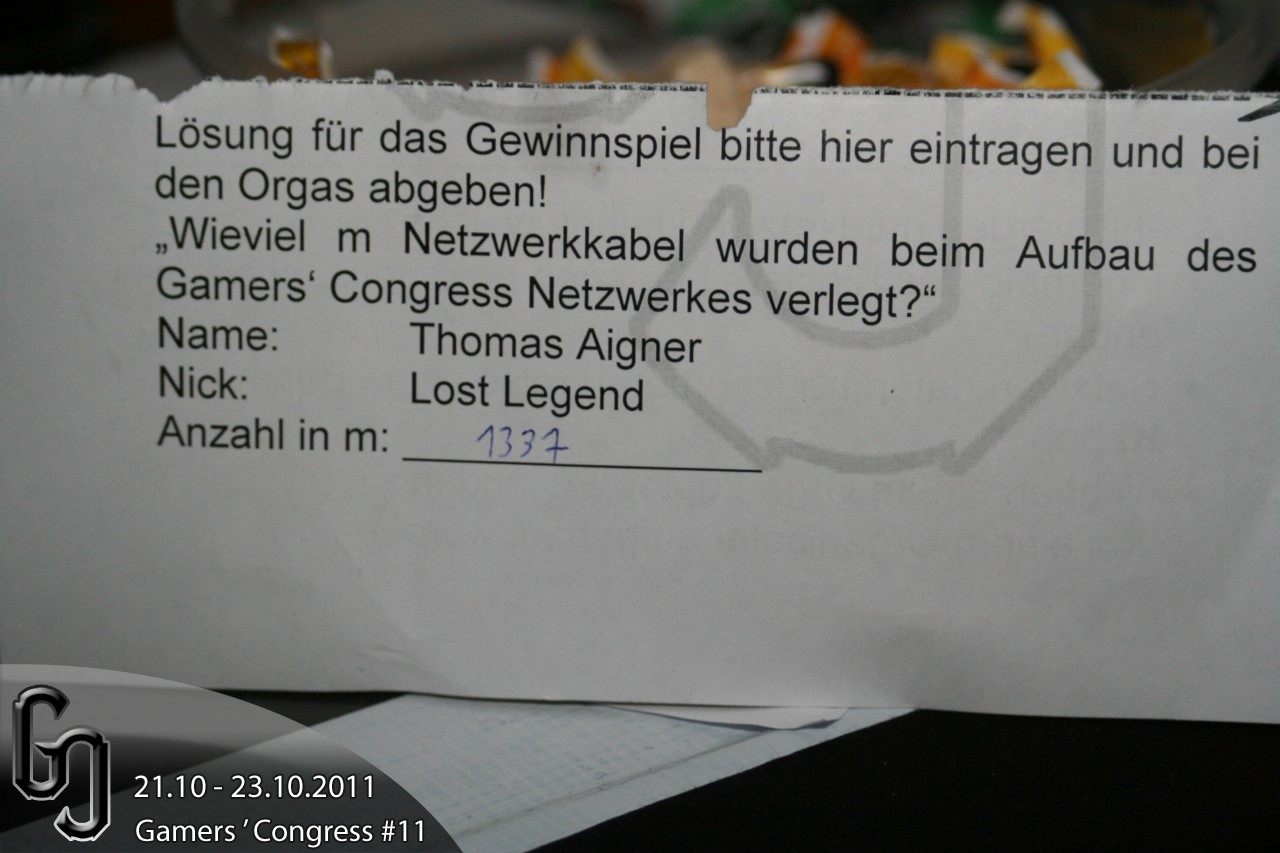 Lösung für das Gewinnspiel bitte hier eintragen und bei
den Orgas abgeben!
„Wieviel m Netzwerkkabel wurden beim Aufbau des
Gamers‘ Congress Netzwerkes verlegt?“
Name: Thomas Aigner
Nick: Lost Legend
Anzahl in m: 1337
21.10 - 23.10.2011
Gamers ’ Congress #11